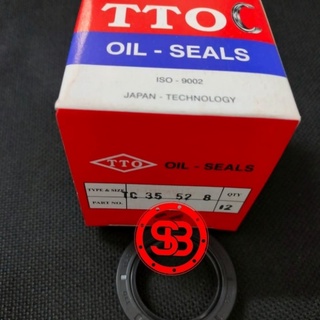 TTO
OIL - SEALS
ISO - 9002
JAPAN - TECHNOLOGY
TTO OIL - SEALS
TYPE & SIZE TC 35 52 8 QTY
PART NO. 12
SB